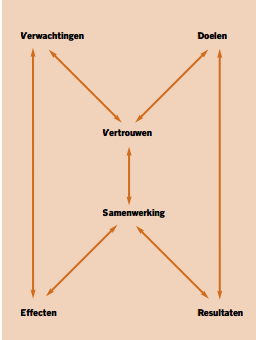 Verwachtingen
Doelen
Vertrouwen
Samenwerking
Effecten
Resultaten